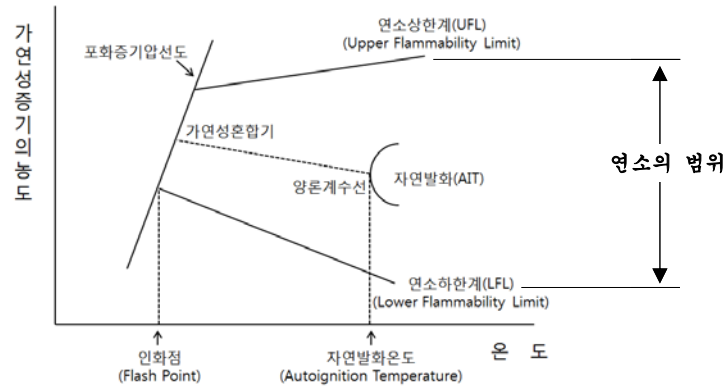 가연성증기의농도
연소상한계(UFL)
(Upper Flammability Limit)
포화증기압선도
가연성혼합기
양론계수선
자연발화(AIT)
연소의 범위
연소하한계(LFL)
(Lower Flammability Limit)
온 도
인화점
(Flash Point)
자연발화온도
(Autoignition Temperature)